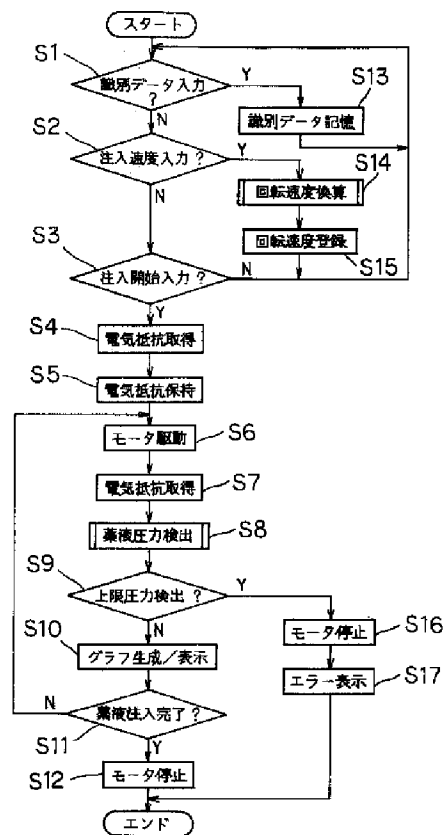 スタート
S1
識別データ入力
?
Y
S13
識別データ記憶
N
S2
注入速度入力?
Y
S14
回転速度換算
N
回転速度登録
S15
S3
注入開始入力?
N
Y
S4
電気抵抗取得
S5
電気抵抗保持
モータ駆動
S6
電気抵抗取得
S7
薬液圧力検出
S8
S9
上限圧力検出?
Y
N
S10
グラフ生成/表示
モータ停止
S16
エラー表示
S17
N
薬液注入完了?
S11
Y
S12
モータ停止
エンド